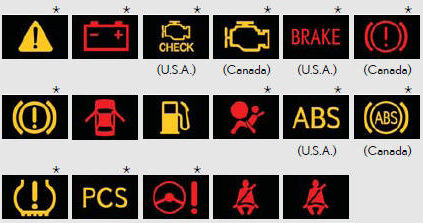 * * * * * *
CHECK BRAKE
(U.S.A.) (Canada) (U.S.A.) (Canada)
* * * * *
ABS (ABS)
(U.S.A.) (Canada)
* * *
PCS